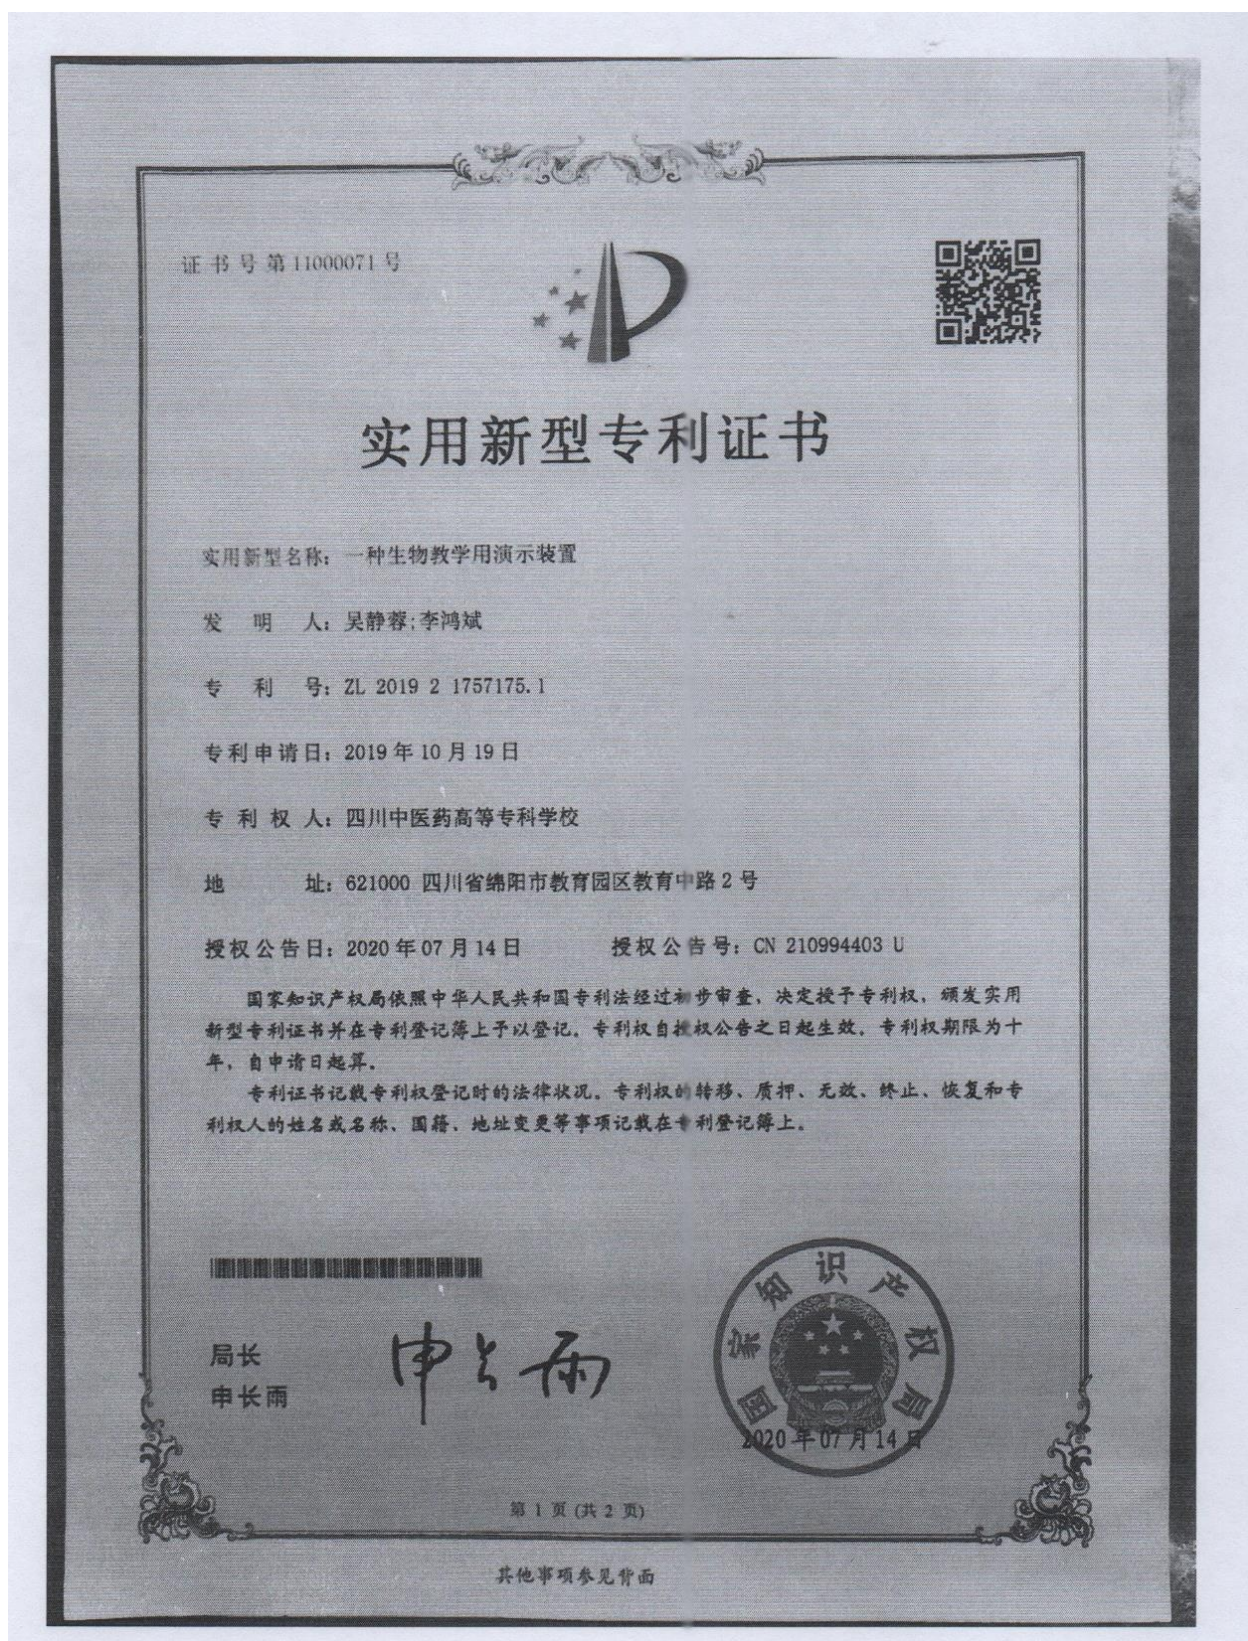 证书号第11000071号
实用新型专利证书
实用新型名称：一种生物教学用演示装置
发明人：吴静蓉;李鸿斌
专利号：ZL 2019 2 1757175.1
专利申请日：2019年10月19日
专利权人：四川中医药高等专科学校
地址：621000 四川省绵阳市教育园区教育中路2号
授权公告日：2020年07月14日 授权公告号：CN 210994403 U
国家知识产权局依照中华人民共和国专利法经过初步审查，决定授予专利权，颁发实用
新型专利证书并在专利登记簿上予以登记。专利权自授权公告之日起生效。专利权期限为十
年，自申请日起算。
专利证书记载专利权登记时的法律状况。专利权的转移、质押、无效、终止、恢复和专
利权人的姓名或名称、国籍、地址变更等事项记载在专利登记簿上。
局长
申长雨
申长雨
国家知识产权局
2020年07月14日
第 1 页 (共 2 页)
其他事项参见背面